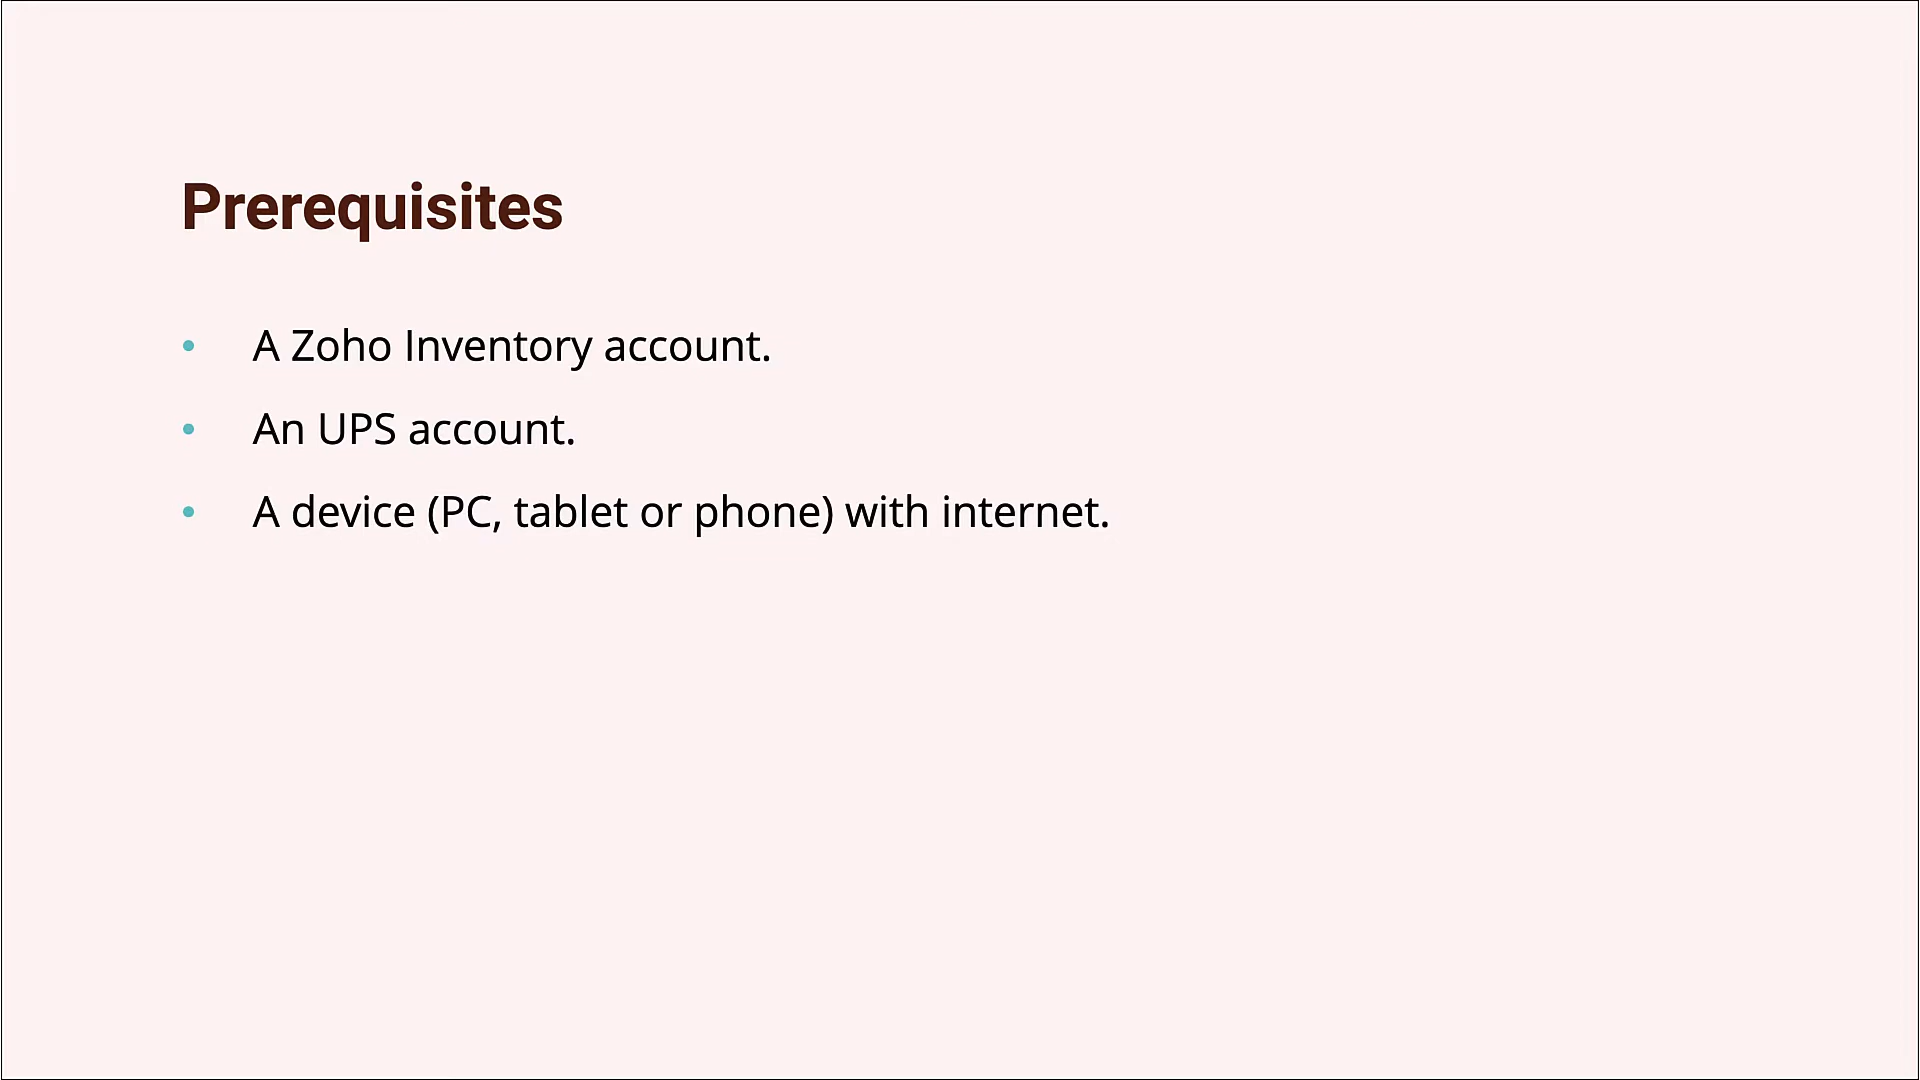 Prerequisites
• A Zoho Inventory account.
• An UPS account.
• A device (PC, tablet or phone) with internet.